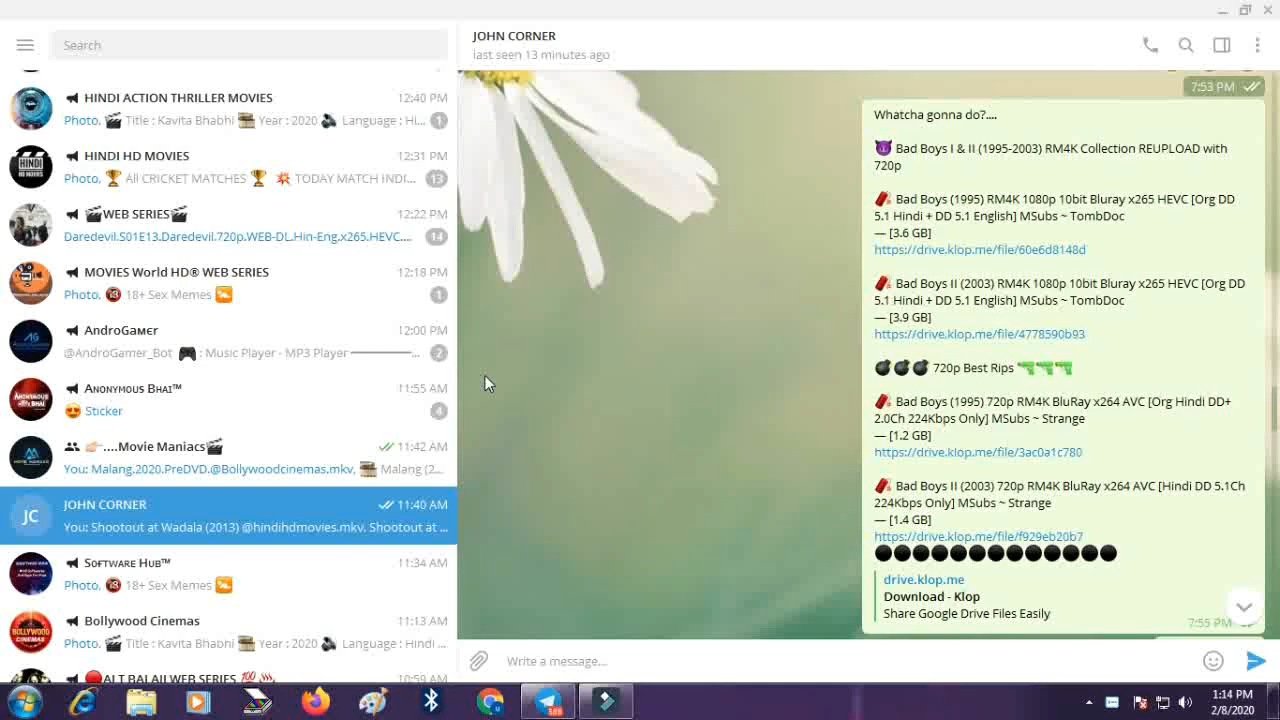 Search
HINDI ACTION THRILLER MOVIES 12:40 PM
Photo, 🎬 Title : Kavita Bhabhi 📼 Year : 2020 🔊 Language : Hi... 1
HINDI HD MOVIES 12:31 PM
Photo, 🏆 All CRICKET MATCHES 🏆 💥 TODAY MATCH INDI... 13
🎬WEB SERIES🎬 12:22 PM
Daredevil.S01E13.Daredevil.720p.WEB-DL.Hin-Eng.x265.HEVC.... 14
MOVIES World HD® WEB SERIES 12:18 PM
Photo, 🔞 18+ Sex Memes 1
AndroGamєr 12:00 PM
@AndroGamer_Bot 🎮 : Music Player - MP3 Player ... 2
Aɴᴏɴʏᴍᴏᴜs Bʜᴀɪ™ 11:55 AM
😍 Sticker 4
👉🏻....Movie Maniacs🎬 11:42 AM
You: Malang.2020.PreDVD.@Bollywoodcinemas.mkv, 📼 Malang (2...
JC
JOHN CORNER 11:40 AM
You: Shootout at Wadala (2013) @hindihdmovies.mkv, Shootout at ...
Sᴏғᴛᴡᴀʀᴇ Hᴜʙ™ 11:34 AM
Photo, 🔞 18+ Sex Memes
Bollywood Cinemas 11:13 AM
Photo, 🎬 Title : Kavita Bhabhi 📼 Year : 2020 🔊 Language : Hindi ...
🔴ALT BALAJI WEB SERIES 💯 10:59 AM
JOHN CORNER
last seen 13 minutes ago
7:53 PM
Whatcha gonna do?....
😈 Bad Boys I & II (1995-2003) RM4K Collection REUPLOAD with
720p
🧨 Bad Boys (1995) RM4K 1080p 10bit Bluray x265 HEVC [Org DD
5.1 Hindi + DD 5.1 English] MSubs ~ TombDoc
— [3.6 GB]
https://drive.klop.me/file/60e6d8148d
🧨 Bad Boys II (2003) RM4K 1080p 10bit Bluray x265 HEVC [Org DD
5.1 Hindi + DD 5.1 English] MSubs ~ TombDoc
— [3.9 GB]
https://drive.klop.me/file/4778590b93
💣💣💣 720p Best Rips 🔫🔫🔫
🧨 Bad Boys (1995) 720p RM4K BluRay x264 AVC [Org Hindi DD+
2.0Ch 224Kbps Only] MSubs ~ Strange
— [1.2 GB]
https://drive.klop.me/file/3ac0a1c780
🧨 Bad Boys II (2003) 720p RM4K BluRay x264 AVC [Hindi DD 5.1Ch
224Kbps Only] MSubs ~ Strange
— [1.4 GB]
https://drive.klop.me/file/f929eb20b7
⚫⚫⚫⚫⚫⚫⚫⚫⚫⚫⚫⚫⚫
drive.klop.me
Download - Klop
Share Google Drive Files Easily
7:55 PM
Write a message...
1:14 PM
2/8/2020